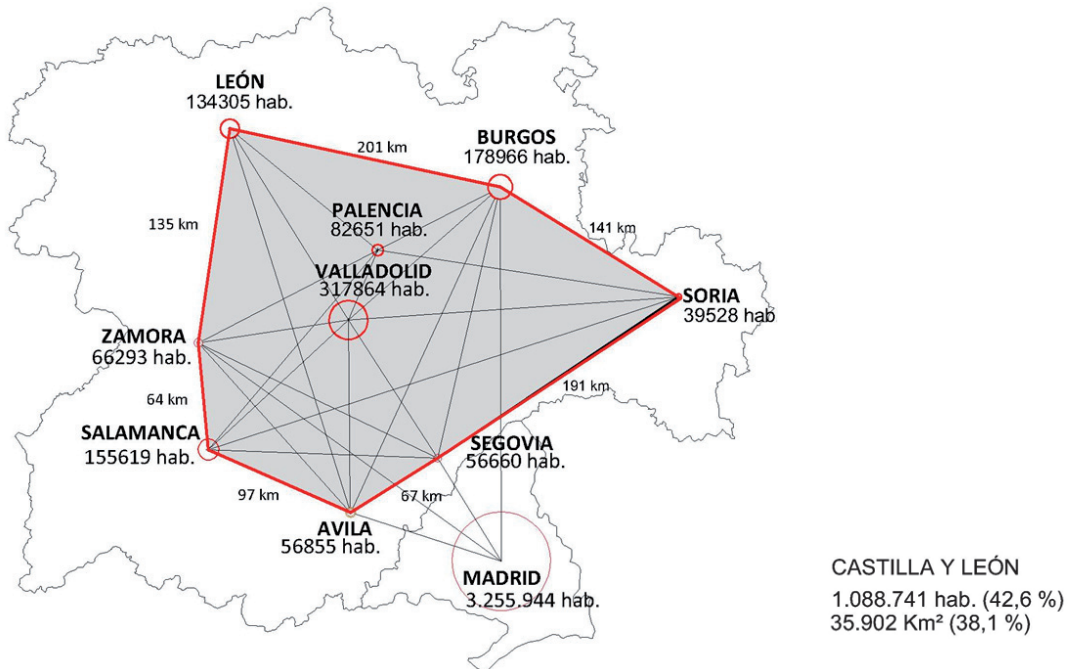 LEÓN
134305 hab.
201 km
BURGOS
178966 hab.
135 km
PALENCIA
82651 hab.
141 km
VALLADOLID
317864 hab.
SORIA
39528 hab
ZAMORA
66293 hab.
64 km
191 km
SALAMANCA
155619 hab.
SEGOVIA
56660 hab.
97 km
67 km
AVILA
56855 hab.
MADRID
3.255.944 hab.
CASTILLA Y LEÓN
1.088.741 hab. (42,6 %)
35.902 Km² (38,1 %)